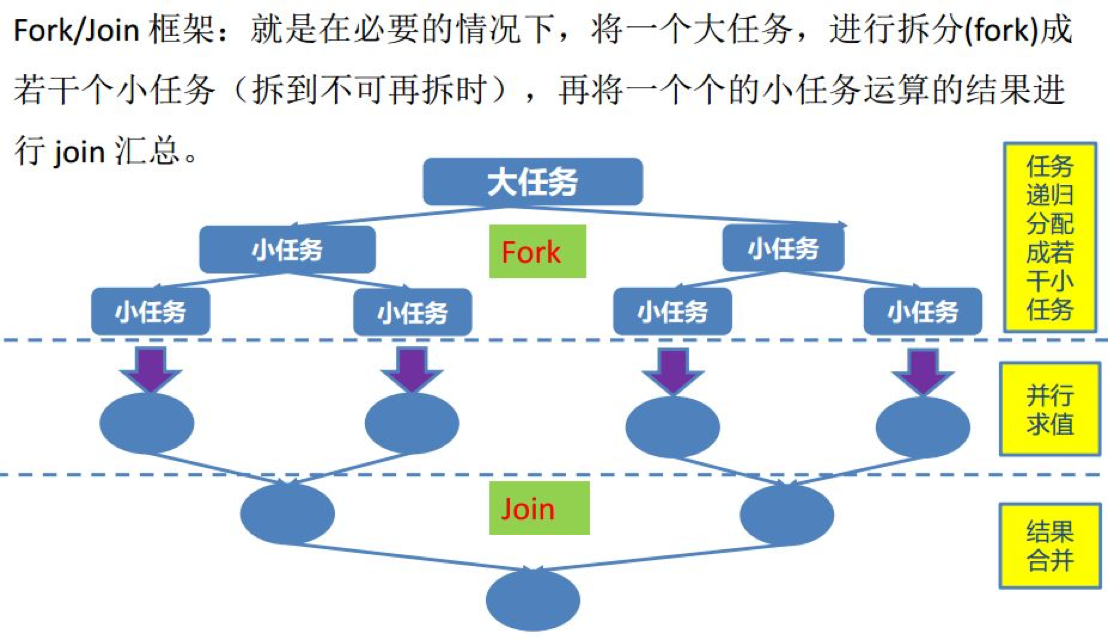 Fork/Join 框架：就是在必要的情况下，将一个大任务，进行拆分(fork)成
若干个小任务（拆到不可再拆时），再将一个个的小任务运算的结果进
行 join 汇总。
大任务
小任务
Fork
小任务
小任务
小任务
小任务
小任务
任务
递归
分配
成若
干小
任务
并行
求值
Join
结果
合并